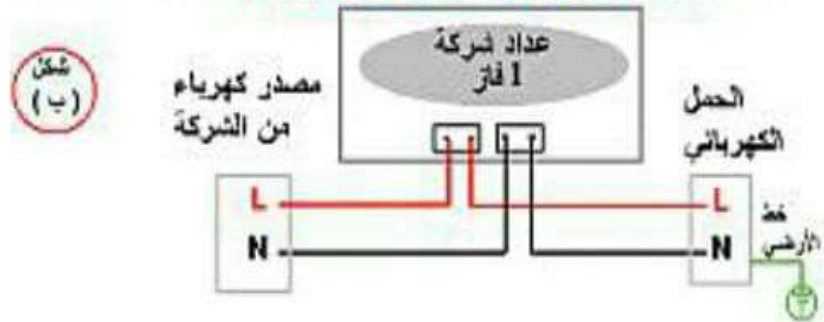 عداد شركة
1 فاز
شكل
(ب)
مصدر كهرباء
من الشركة
الحمل
الكهربائي
L
N
L
N
خط
الأرضي